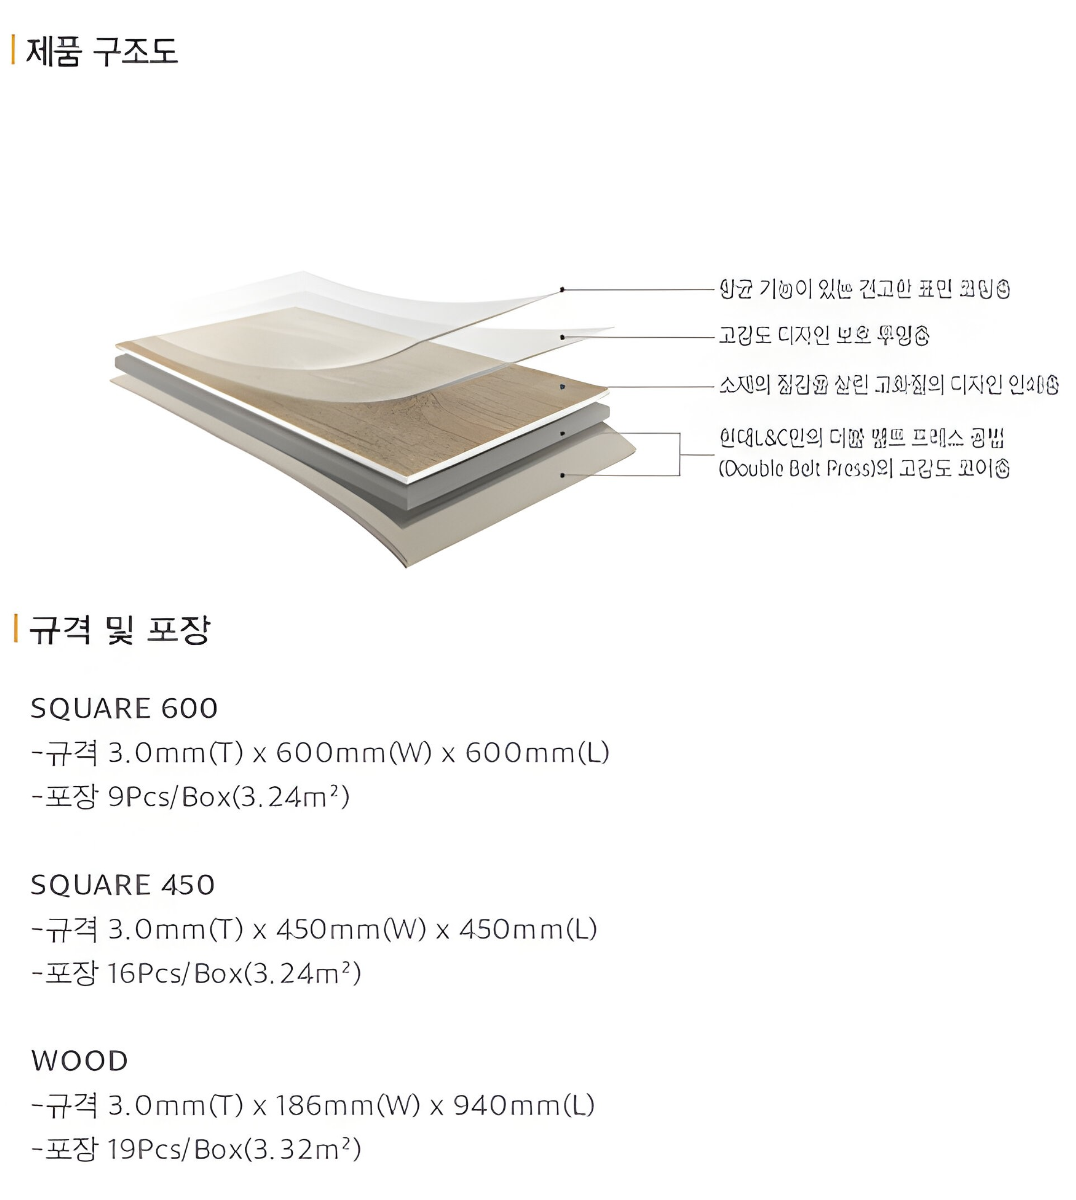 제품 구조도
항균 기능이 있는 견고한 표면 코팅층
고강도 디자인 보호 투명층
소재의 질감을 살린 고화질의 디자인 인쇄층
현대L&C만의 더블 벨트 프레스 공법
(Double Belt Press)의 고강도 코어층
규격 및 포장
SQUARE 600
-규격 3.0mm(T) x 600mm(W) x 600mm(L)
-포장 9Pcs/Box(3.24m²)
SQUARE 450
-규격 3.0mm(T) x 450mm(W) x 450mm(L)
-포장 16Pcs/Box(3.24m²)
WOOD
-규격 3.0mm(T) x 186mm(W) x 940mm(L)
-포장 19Pcs/Box(3.32m²)